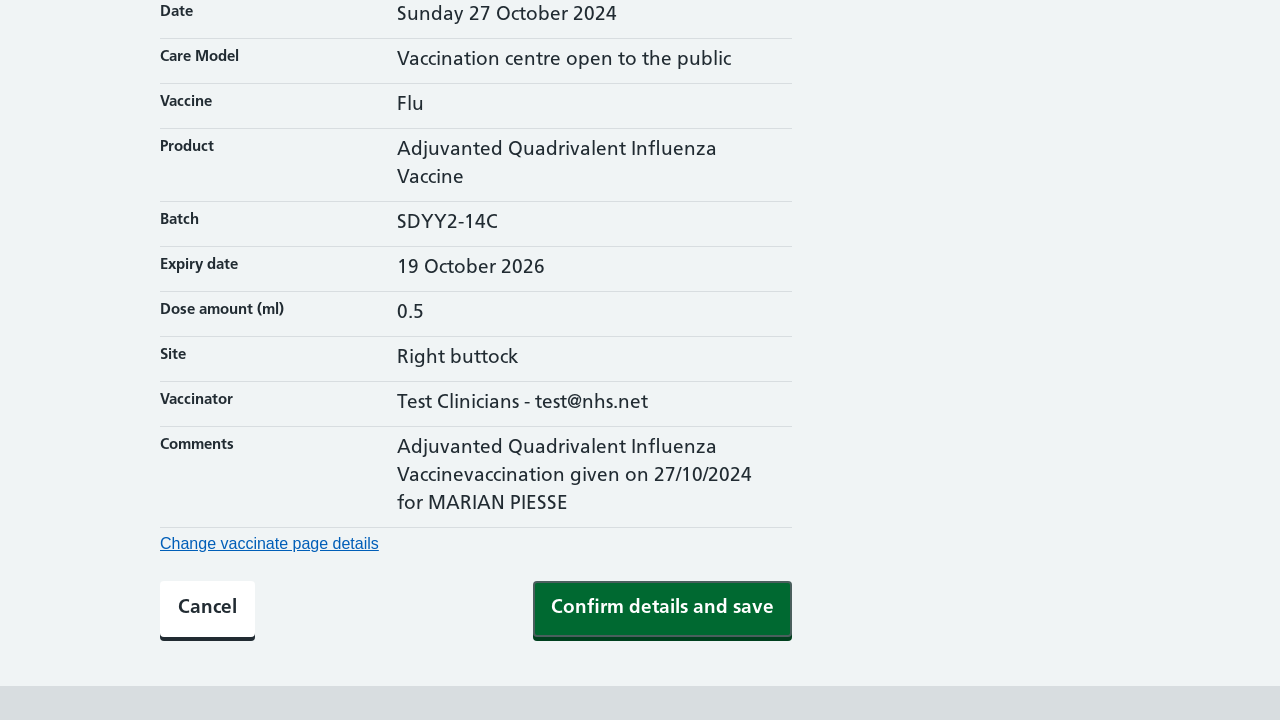 Date Sunday 27 October 2024
Care Model Vaccination centre open to the public
Vaccine Flu
Product Adjuvanted Quadrivalent Influenza
Vaccine
Batch SDYY2-14C
Expiry date 19 October 2026
Dose amount (ml) 0.5
Site Right buttock
Vaccinator Test Clinicians - test@nhs.net
Comments Adjuvanted Quadrivalent Influenza
Vaccinevaccination given on 27/10/2024
for MARIAN PIESSE
Change vaccinate page details
Cancel Confirm details and save